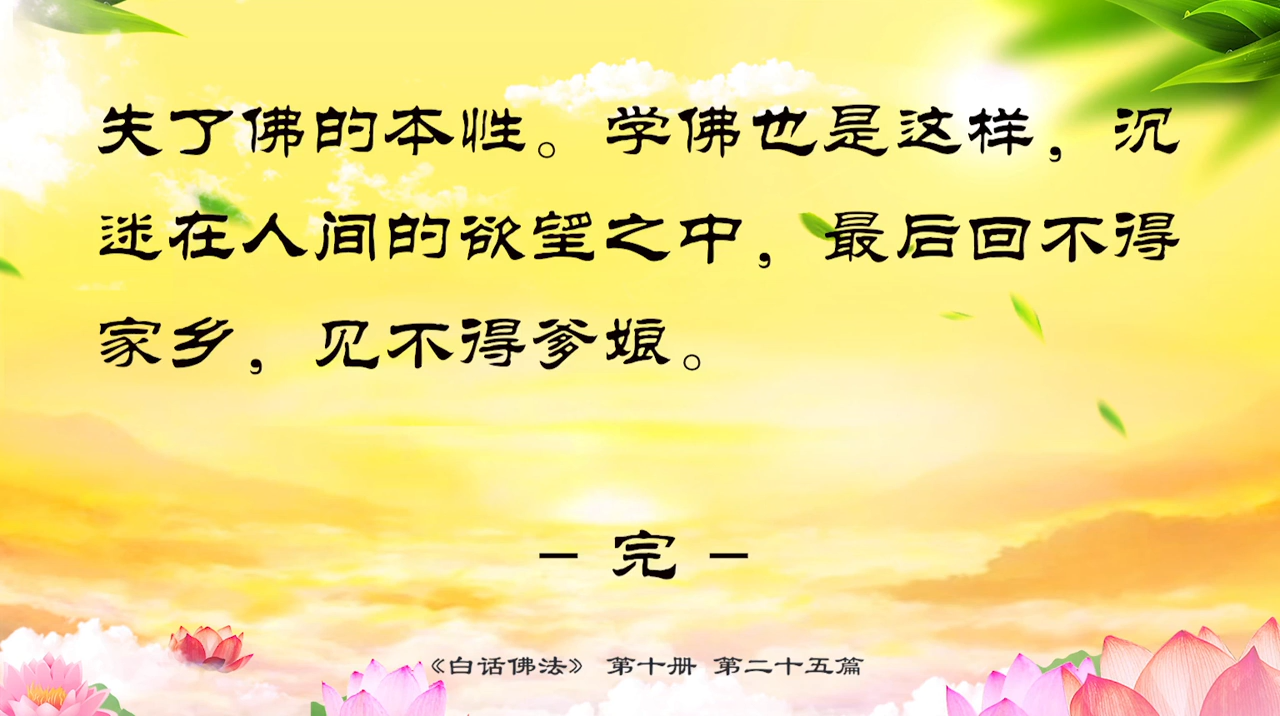 失了佛的本性。学佛也是这样，沉
迷在人间的欲望之中，最后回不得
家乡，见不得爹娘。
－ 完 －
《白话佛法》 第十册 第二十五篇